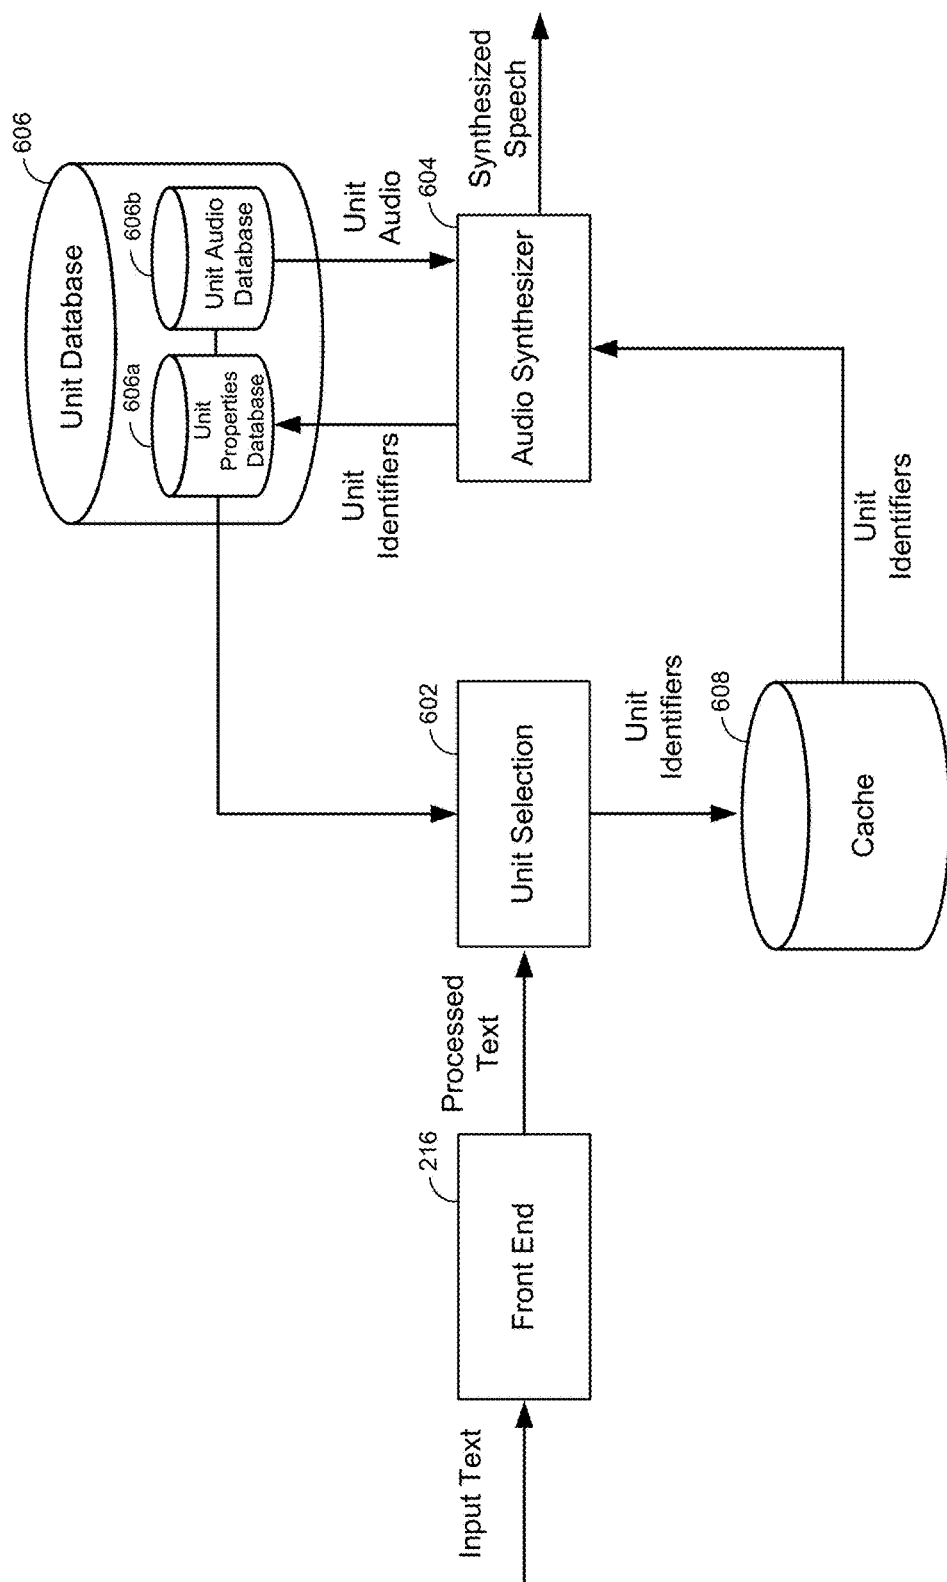 Unit Database
606
Unit
Properties
Database
606a
Unit Audio
Database
606b
Unit
Identifiers
Unit
Audio
Input Text
Front End
216
Processed
Text
Unit Selection
602
Audio Synthesizer
604
Synthesized
Speech
Unit
Identifiers
Cache
608
Unit
Identifiers